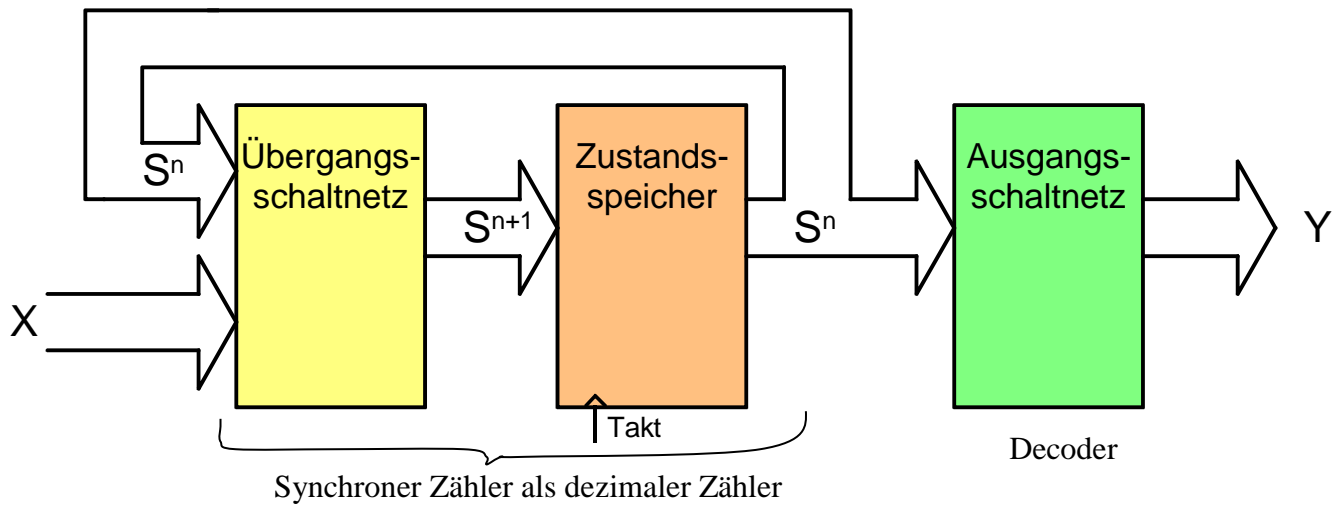 Übergangs-
schaltnetz
Zustands-
speicher
Ausgangs-
schaltnetz
Sⁿ
Sⁿ⁺¹
Sⁿ
Y
X
Takt
Decoder
Synchroner Zähler als dezimaler Zähler